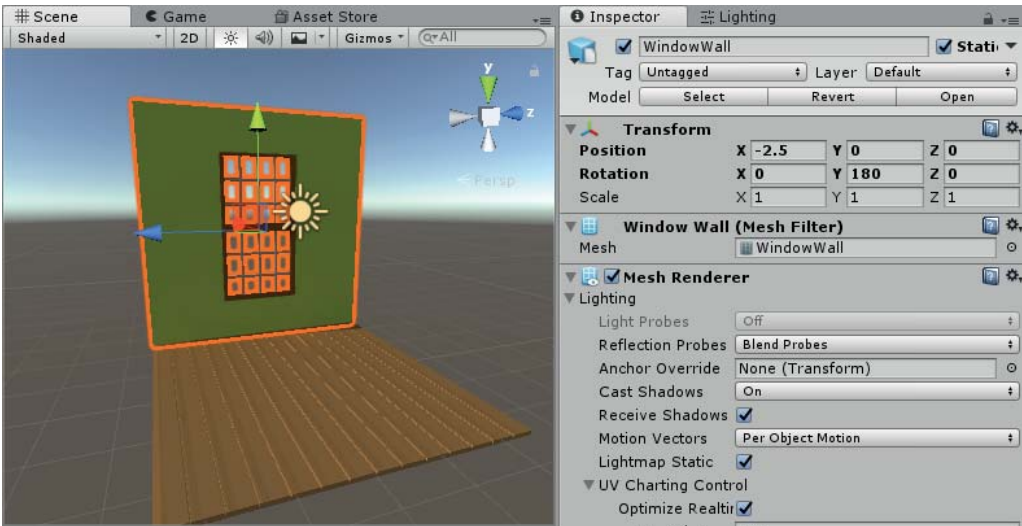 Scene Game Asset Store
Shaded 2D Gizmos All
y
z
Persp
Inspector Lighting
WindowWall Stati
Tag Untagged Layer Default
Model Select Revert Open
Transform
Position X -2.5 Y 0 Z 0
Rotation X 0 Y 180 Z 0
Scale X 1 Y 1 Z 1
Window Wall (Mesh Filter)
Mesh WindowWall
Mesh Renderer
Lighting
Light Probes Off
Reflection Probes Blend Probes
Anchor Override None (Transform)
Cast Shadows On
Receive Shadows
Motion Vectors Per Object Motion
Lightmap Static
UV Charting Control
Optimize Realtir